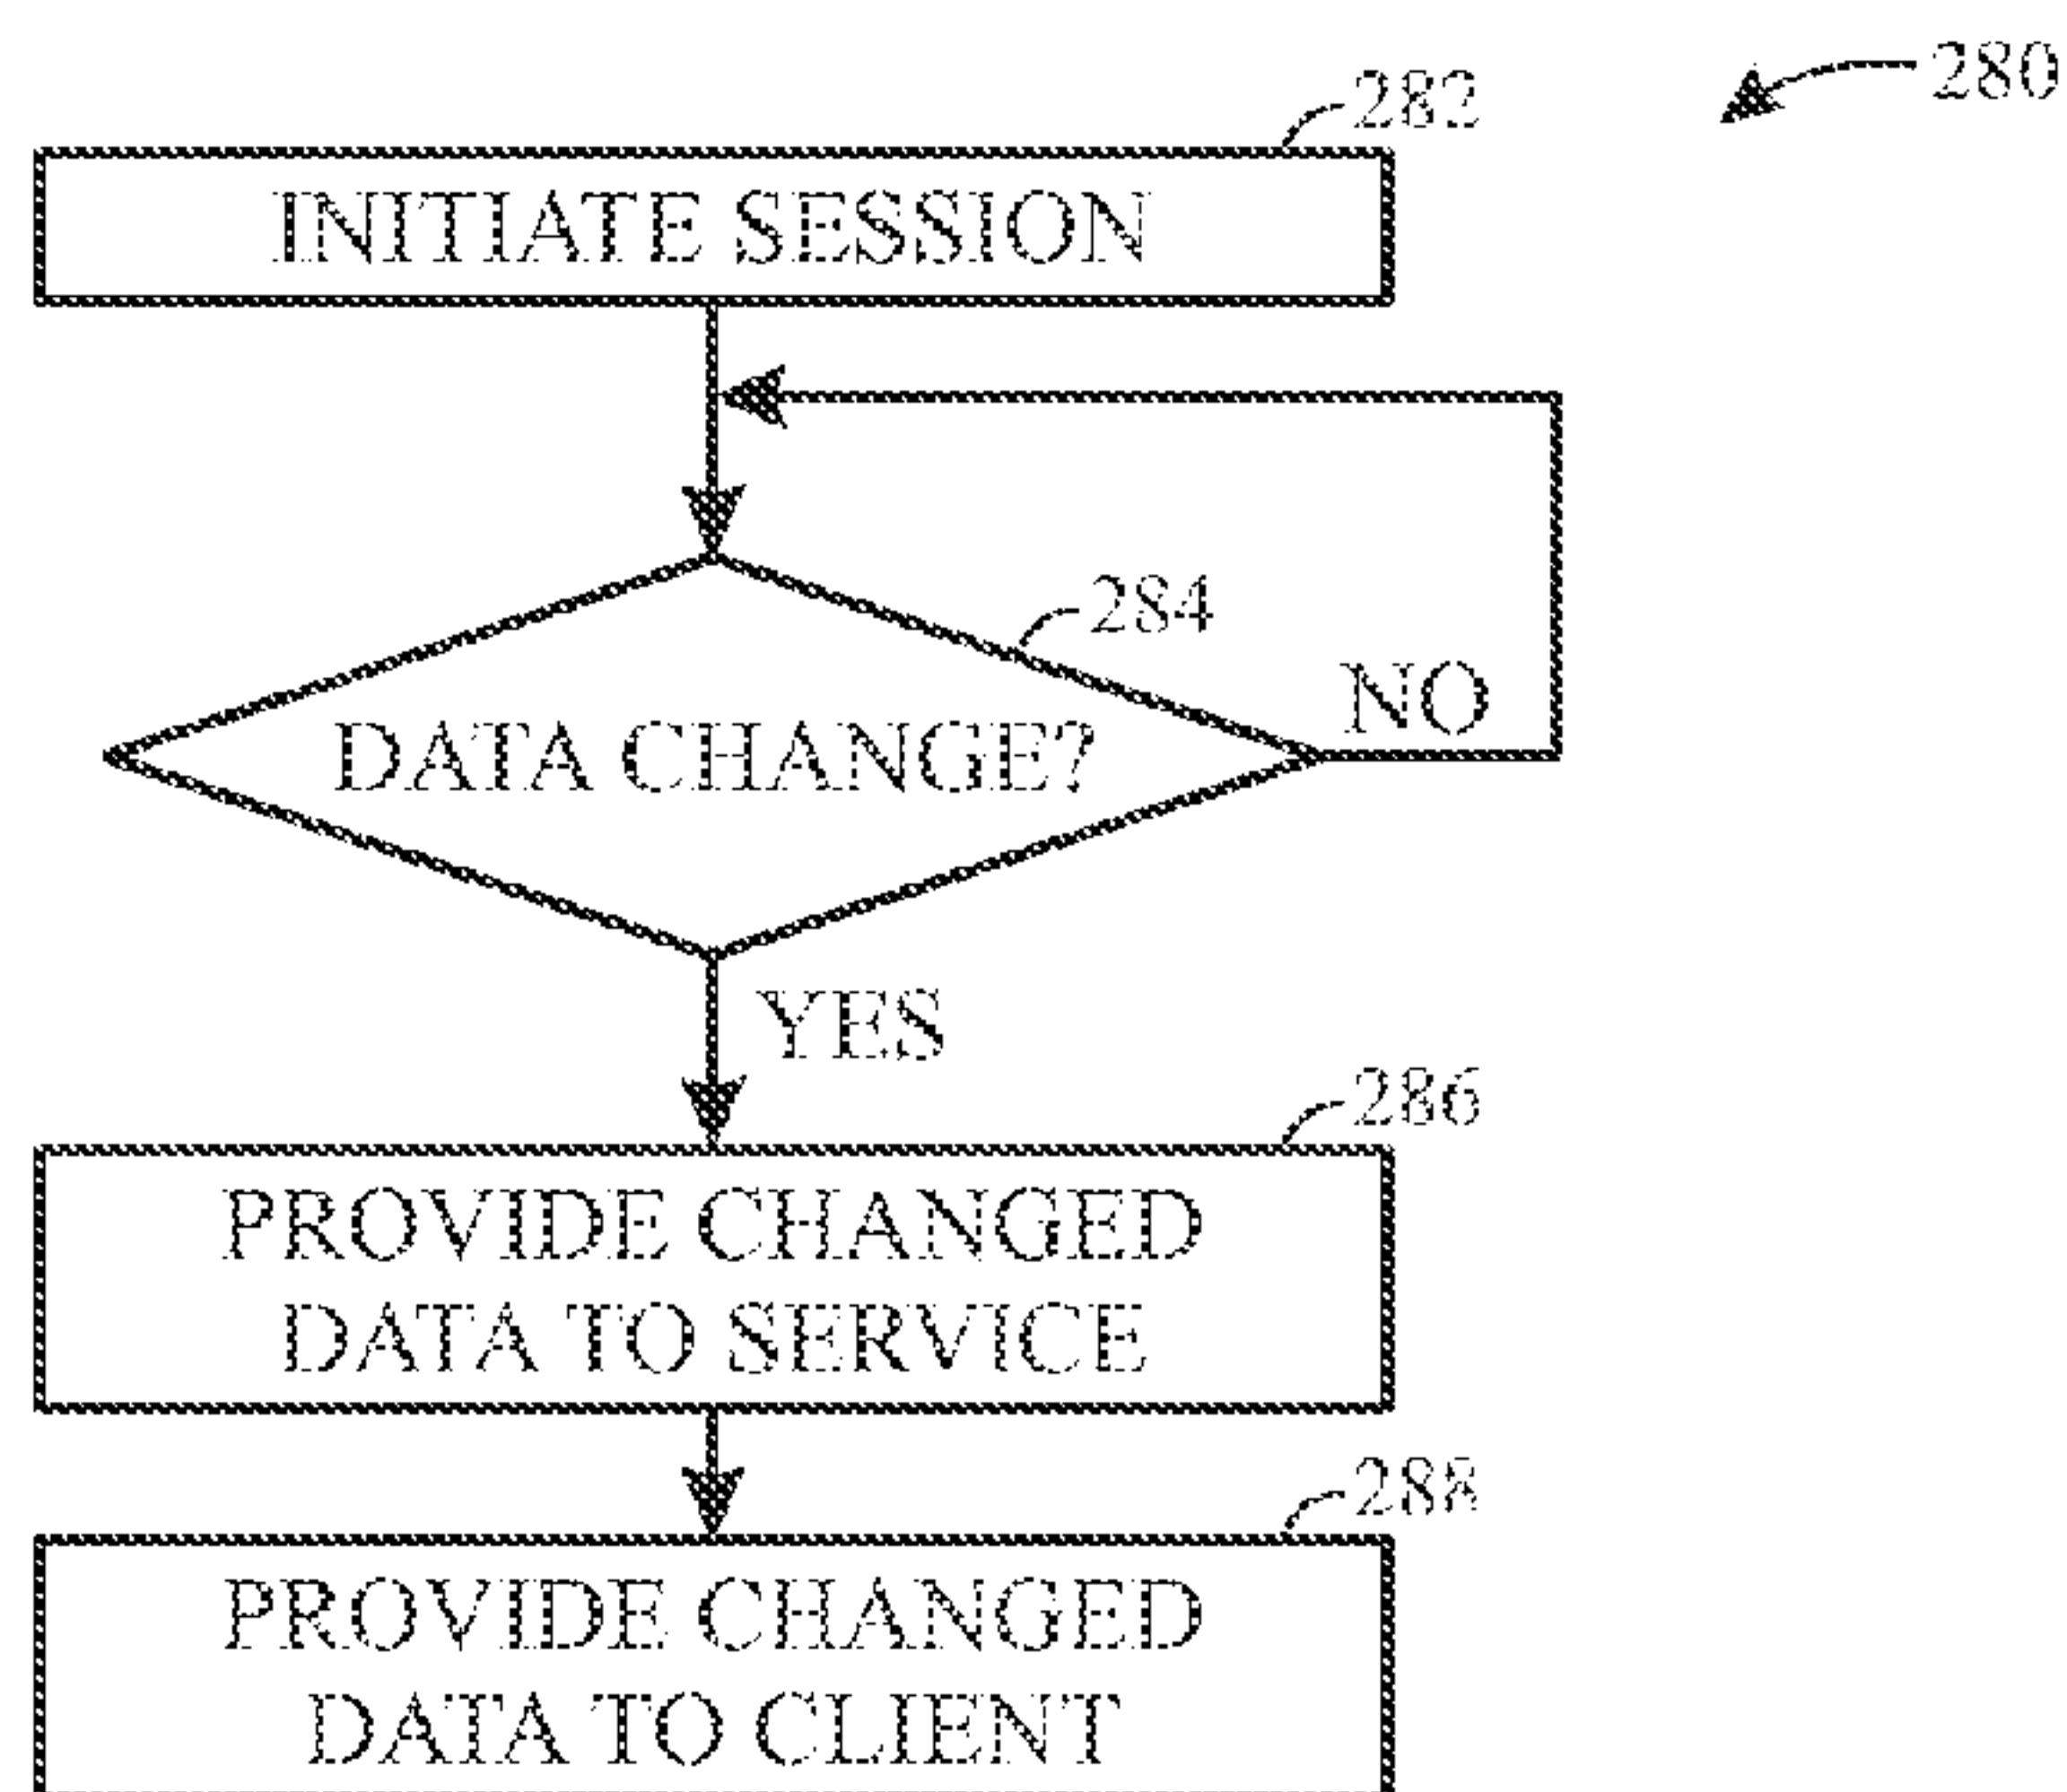 280
282
INITIATE SESSION
284
NO
DATA CHANGE?
YES
286
PROVIDE CHANGED
DATA TO SERVICE
288
PROVIDE CHANGED
DATA TO CLIENT